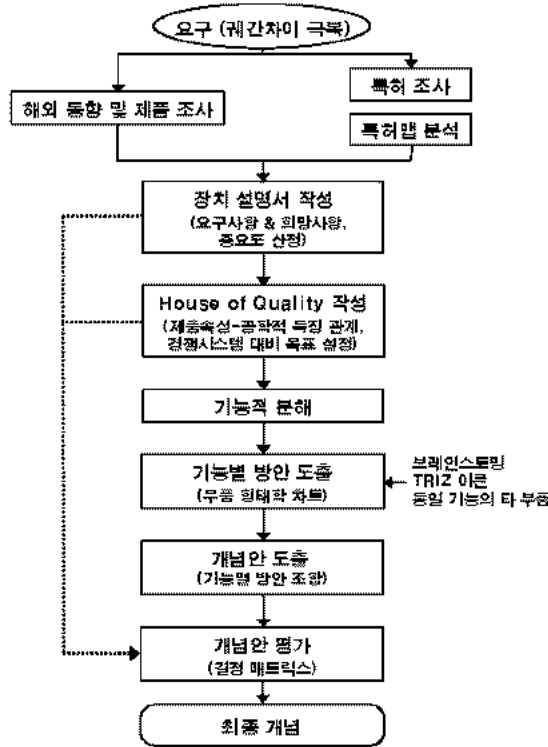 요구 (궤간차이 극복)
특허 조사
해외 동향 및 제품 조사
특허맵 분석
장치 설명서 작성
(요구사항 & 희망사항,
중요도 산정)
House of Quality 작성
(제품속성-공학적 특징 관계,
경쟁시스템 대비 목표 설정)
기능적 분해
기능별 방안 도출
(부품 형태학 차트)
브레인스토밍
TRIZ 이론
동일 기능의 타 부품
개념안 도출
(기능별 방안 조합)
개념안 평가
(결정 매트릭스)
최종 개념